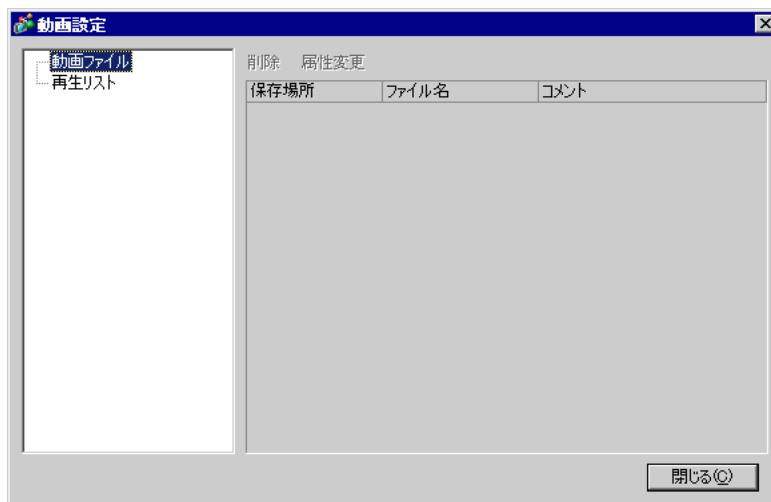 動画設定
動画ファイル
再生リスト
削除 属性変更
保存場所 ファイル名 コメント
閉じる(C)